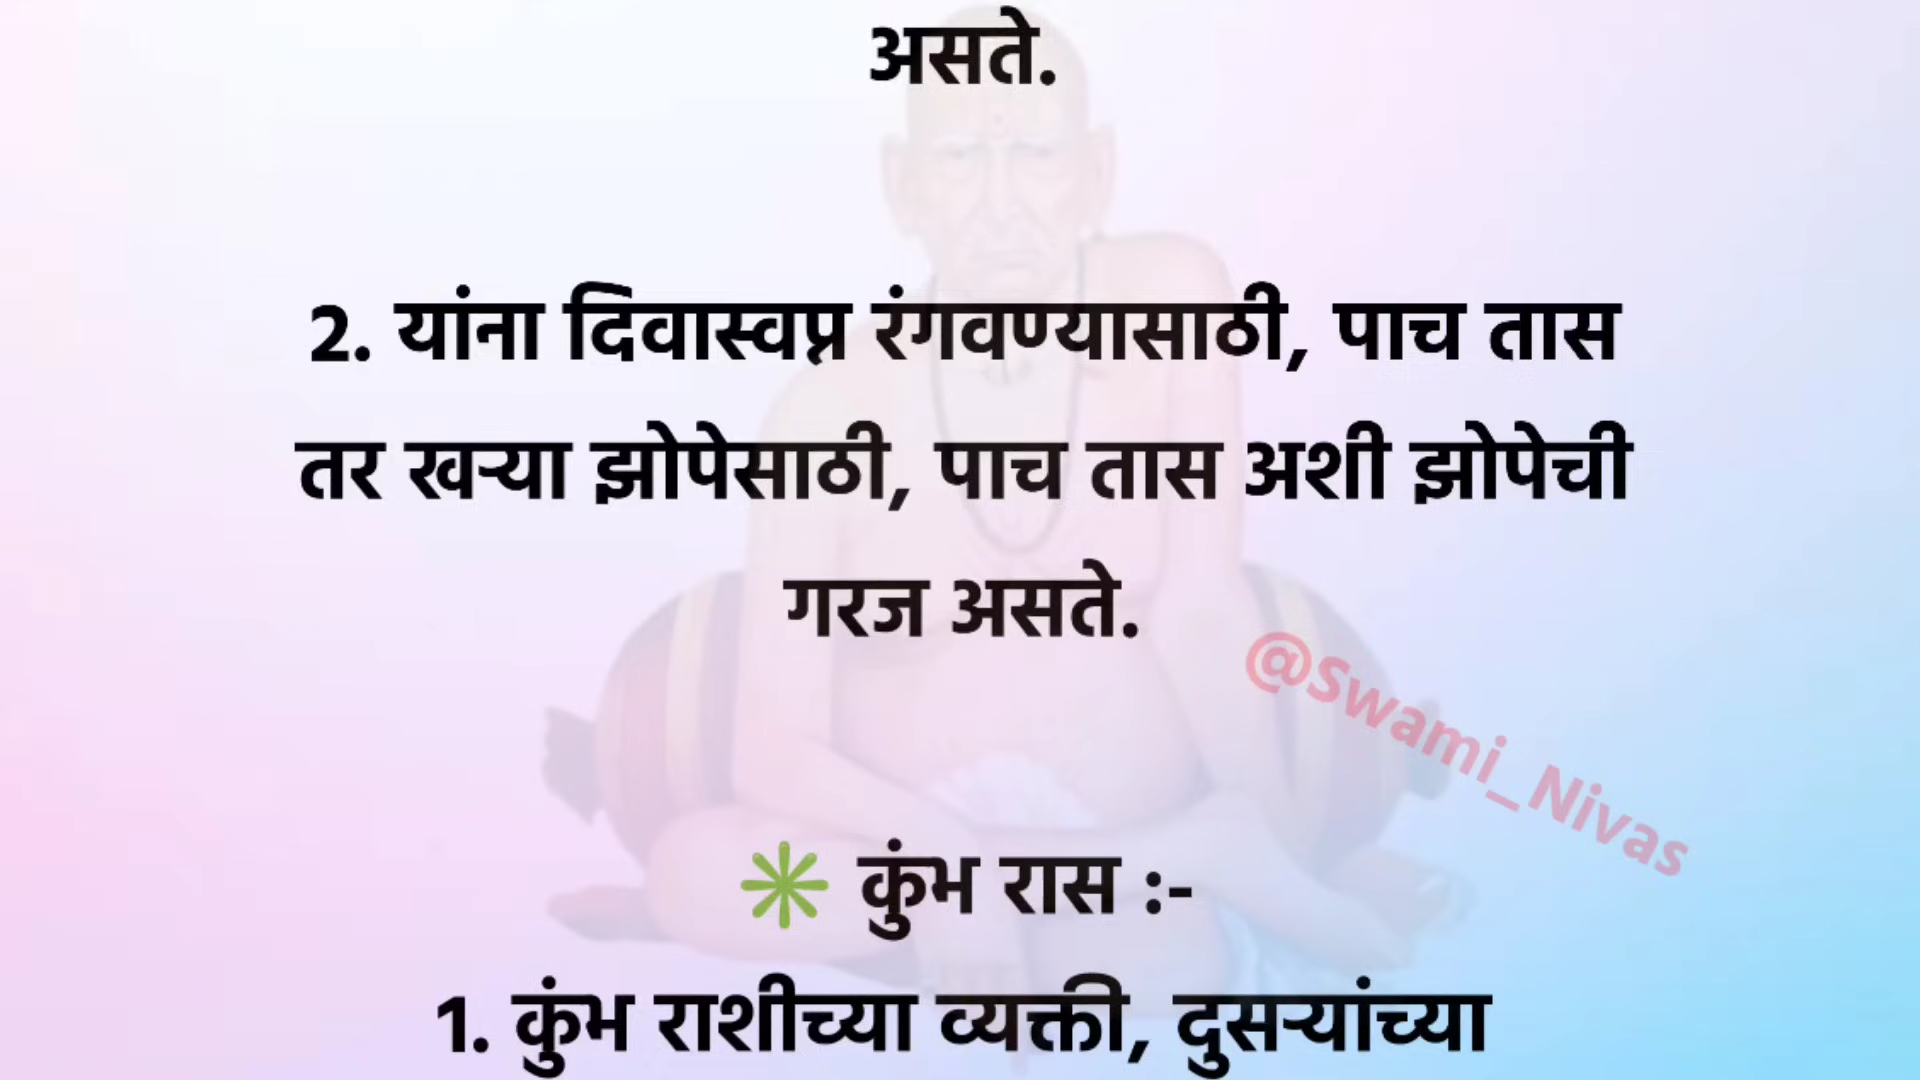 असते.
2. यांना दिवास्वप्न रंगवण्यासाठी, पाच तास
तर खऱ्या झोपेसाठी, पाच तास अशी झोपेची
गरज असते.
@Swami_Nivas
✳ कुंभ रास :-
1. कुंभ राशीच्या व्यक्ती, दुसऱ्यांच्या